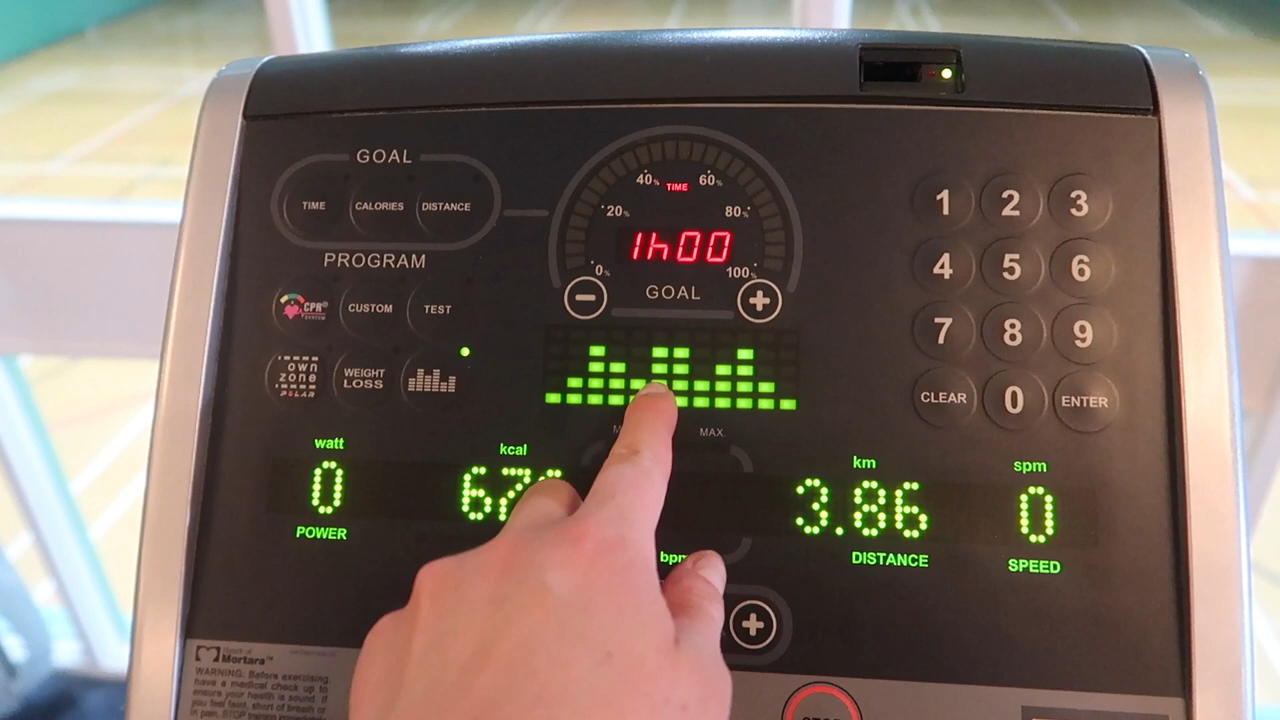 GOAL
TIME CALORIES DISTANCE
PROGRAM
CPR® SYSTEM CUSTOM TEST
own zone POLAR WEIGHT LOSS
40% TIME 60%
20% 80%
1h00
0% 100%
GOAL
1 2 3
4 5 6
7 8 9
CLEAR 0 ENTER
MAX.
watt
0
POWER
kcal
bpm
km
3.86
DISTANCE
spm
0
SPEED
Mortara™
WARNING: Before exercising,
have a medical check up to
ensure your health is sound. If
you feel faint, short of breath or
in pain, STOP training immediately
STOP